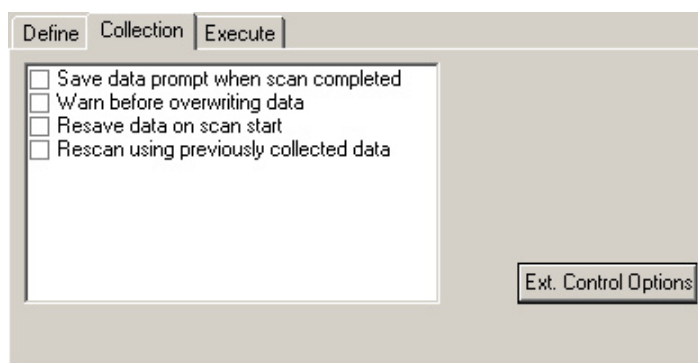 Define Collection Execute
Save data prompt when scan completed
Warn before overwriting data
Resave data on scan start
Rescan using previously collected data
Ext. Control Options